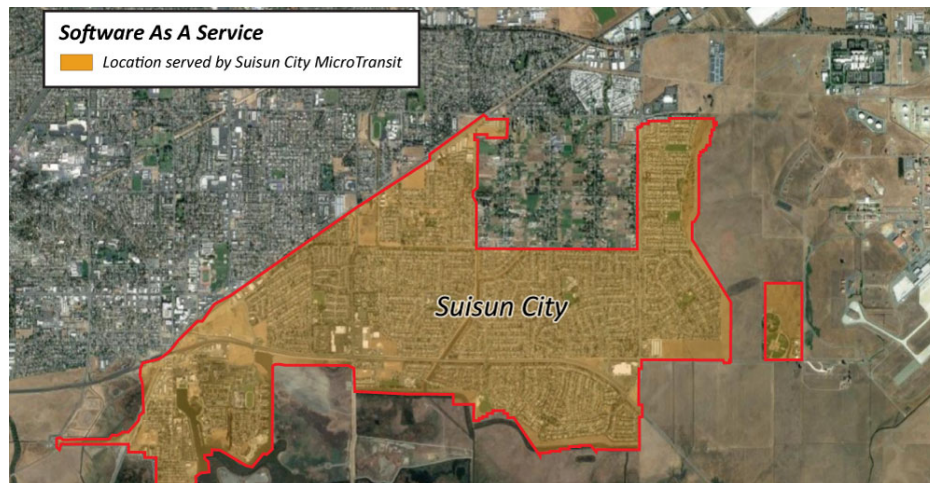 Software As A Service
Location served by Suisun City MicroTransit
Suisun City